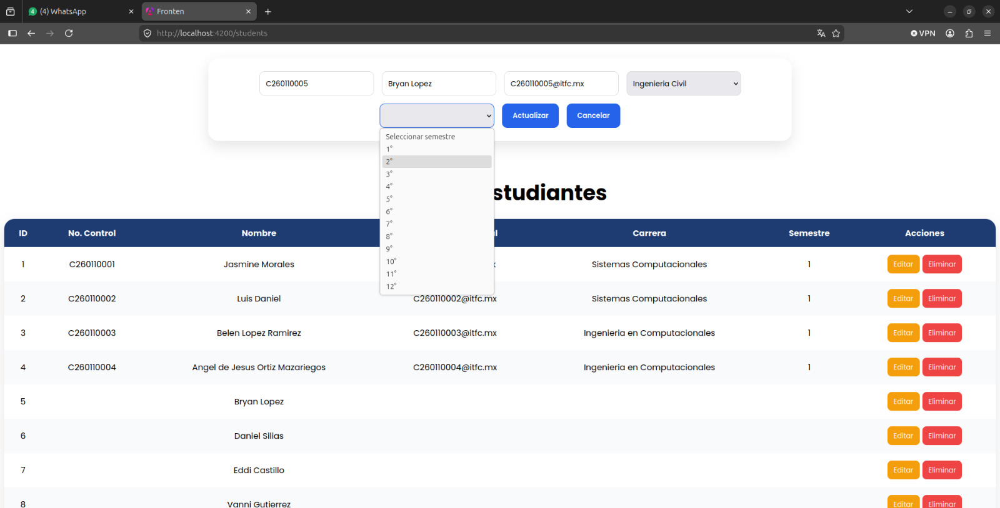 (4) WhatsApp
Fronten
http://localhost:4200/students
VPN
C260110005
Bryan Lopez
C260110005@itfc.mx
Ingenieria Civil
Actualizar
Cancelar
Seleccionar semestre
1°
2°
3°
4°
5°
6°
7°
8°
9°
10°
11°
12°
studiantes
ID No. Control Nombre l Carrera Semestre Acciones
1 C260110001 Jasmine Morales x Sistemas Computacionales 1 Editar Eliminar
2 C260110002 Luis Daniel C260110002@itfc.mx Sistemas Computacionales 1 Editar Eliminar
3 C260110003 Belen Lopez Ramirez C260110003@itfc.mx Ingenieria en Computacionales 1 Editar Eliminar
4 C260110004 Angel de Jesus Ortiz Mazariegos C260110004@itfc.mx Ingenieria en Computacionales 1 Editar Eliminar
5 Bryan Lopez Editar Eliminar
6 Daniel Silias Editar Eliminar
7 Eddi Castillo Editar Eliminar
8 Vanni Gutierrez Editar Eliminar